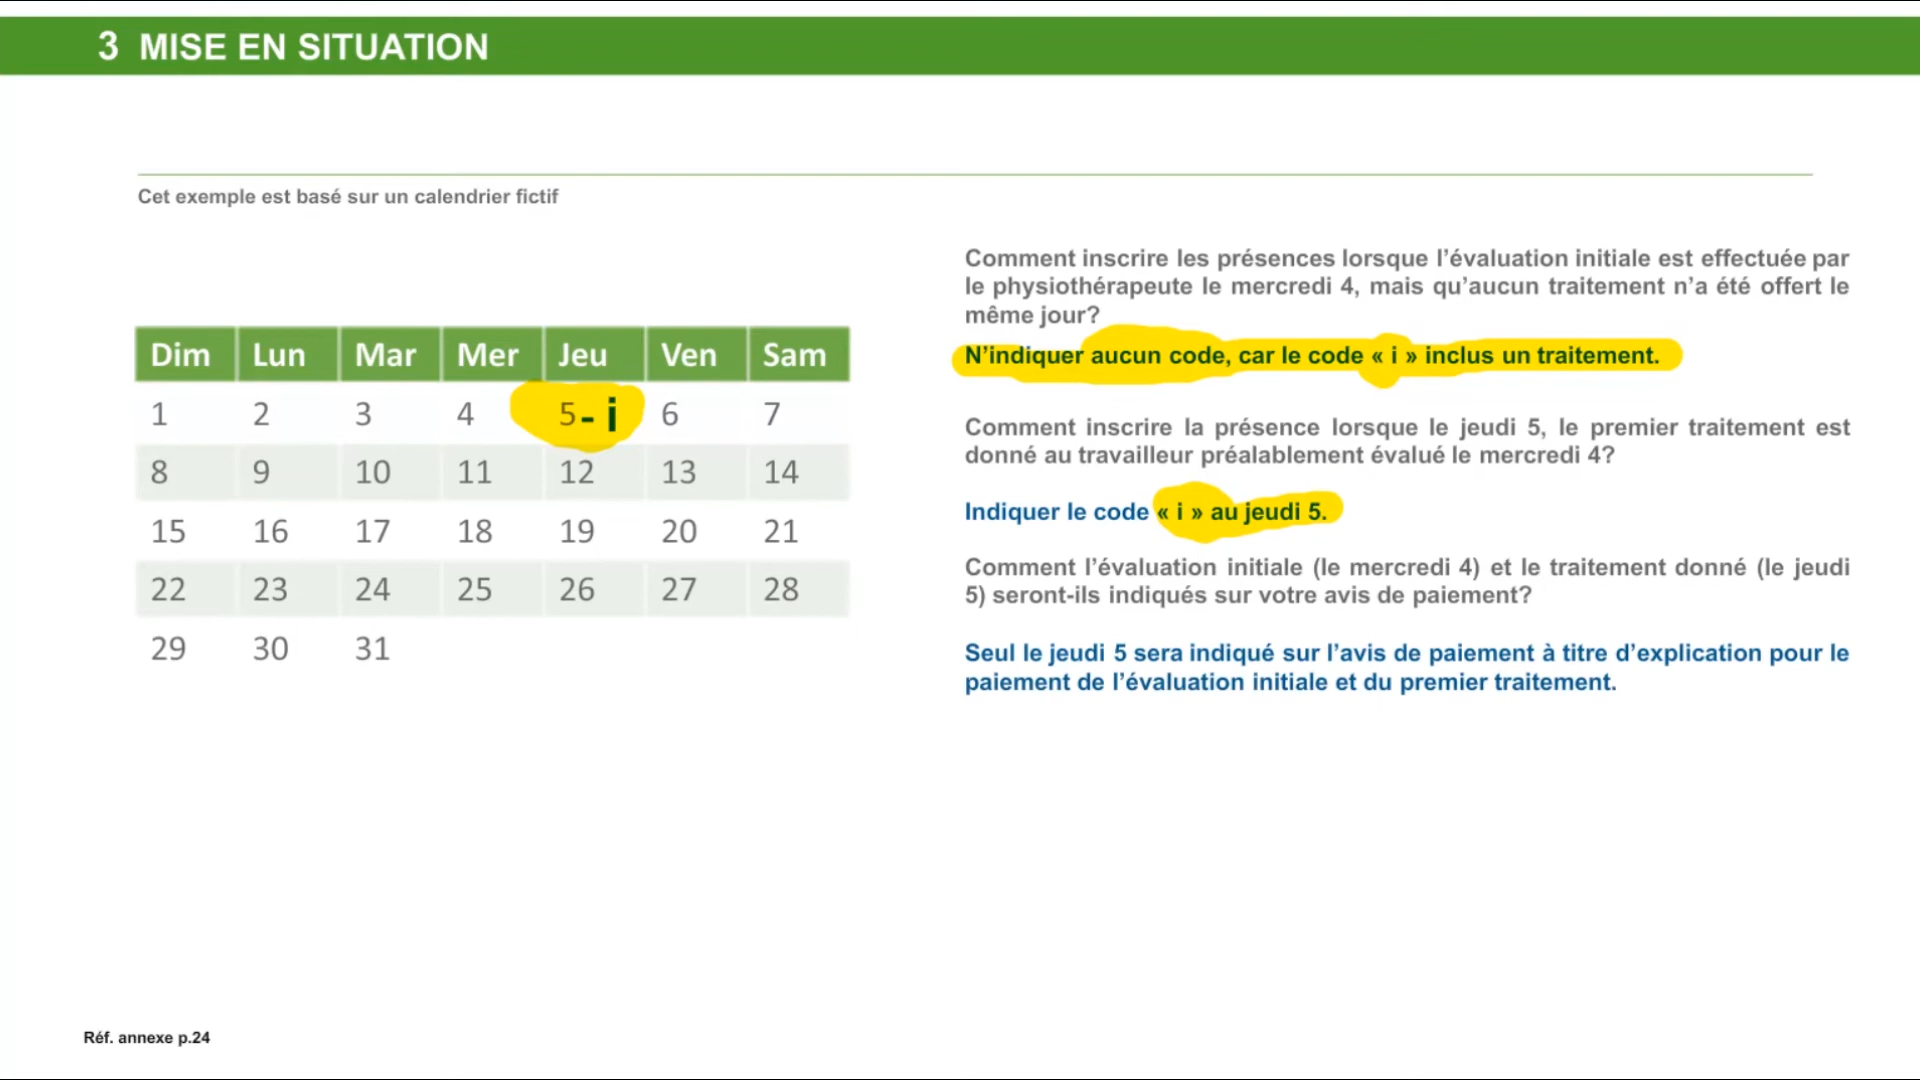 3 MISE EN SITUATION
Cet exemple est basé sur un calendrier fictif
Dim Lun Mar Mer Jeu Ven Sam
1 2 3 4 5- i 6 7
8 9 10 11 12 13 14
15 16 17 18 19 20 21
22 23 24 25 26 27 28
29 30 31
Comment inscrire les présences lorsque l’évaluation initiale est effectuée par
le physiothérapeute le mercredi 4, mais qu’aucun traitement n’a été offert le
même jour?
N’indiquer aucun code, car le code « i » inclus un traitement.
Comment inscrire la présence lorsque le jeudi 5, le premier traitement est
donné au travailleur préalablement évalué le mercredi 4?
Indiquer le code « i » au jeudi 5.
Comment l’évaluation initiale (le mercredi 4) et le traitement donné (le jeudi
5) seront-ils indiqués sur votre avis de paiement?
Seul le jeudi 5 sera indiqué sur l’avis de paiement à titre d’explication pour le
paiement de l’évaluation initiale et du premier traitement.
Réf. annexe p.24